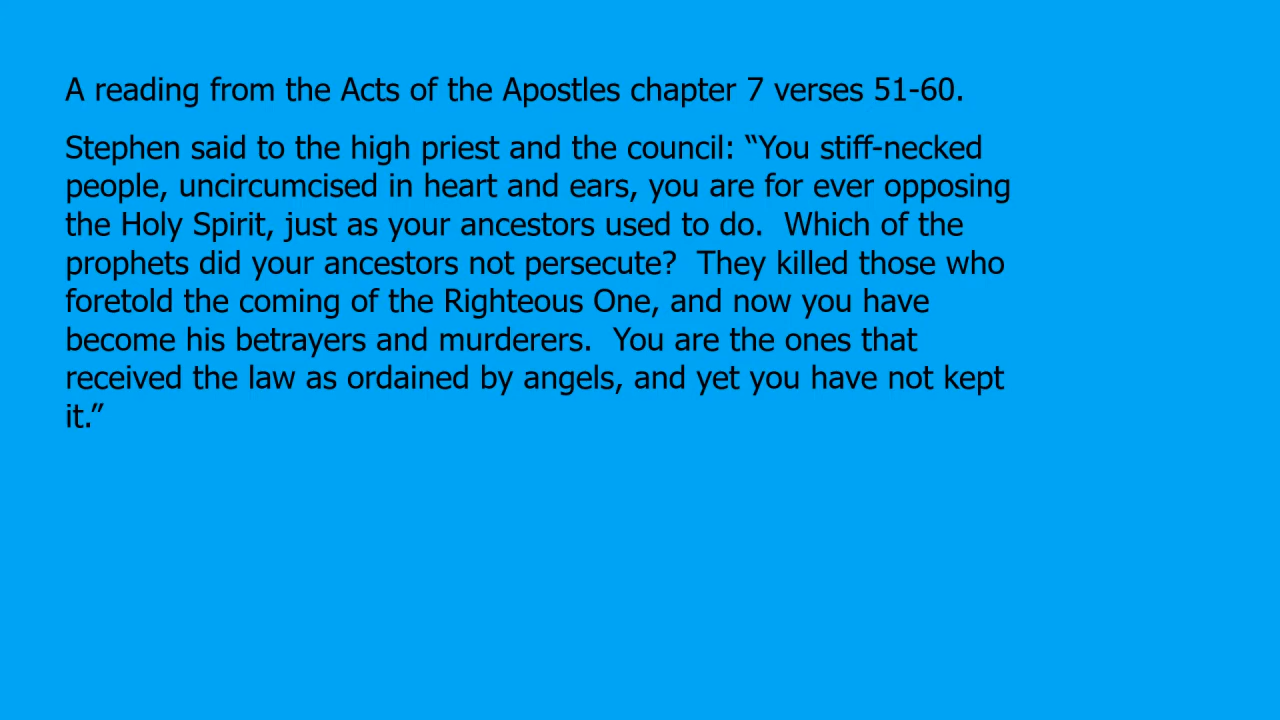 A reading from the Acts of the Apostles chapter 7 verses 51-60.
Stephen said to the high priest and the council: “You stiff-necked
people, uncircumcised in heart and ears, you are for ever opposing
the Holy Spirit, just as your ancestors used to do.  Which of the
prophets did your ancestors not persecute?  They killed those who
foretold the coming of the Righteous One, and now you have
become his betrayers and murderers.  You are the ones that
received the law as ordained by angels, and yet you have not kept
it.”